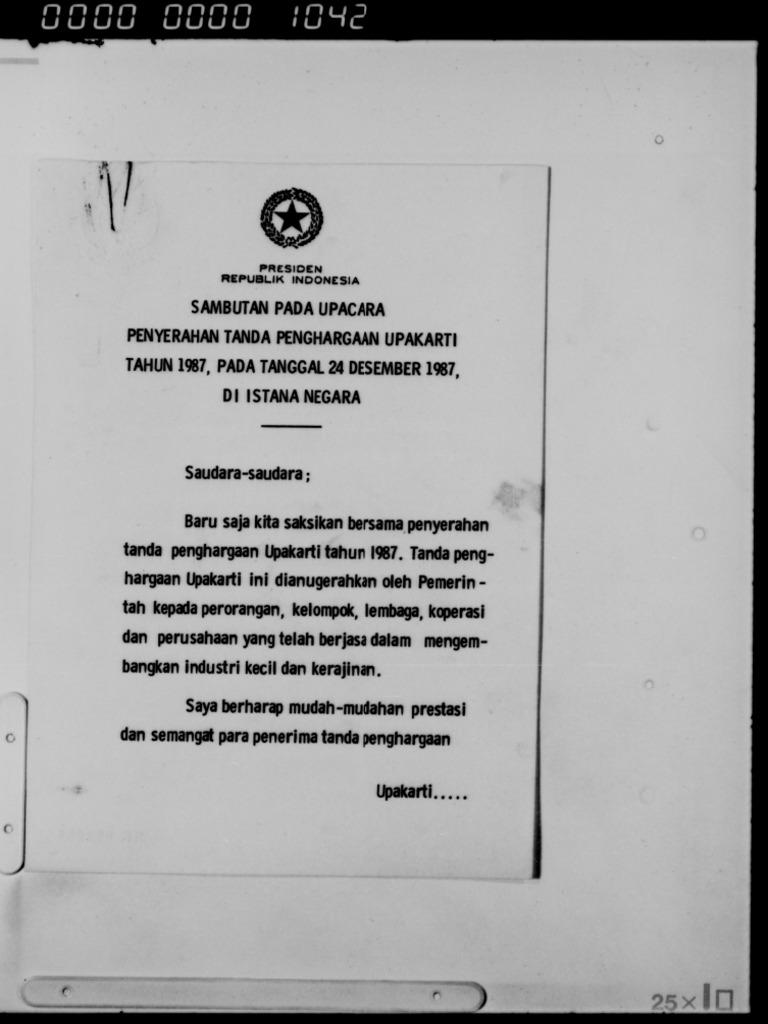 0000 0000 1042
PRESIDEN
REPUBLIK INDONESIA
SAMBUTAN PADA UPACARA
PENYERAHAN TANDA PENGHARGAAN UPAKARTI
TAHUN 1987, PADA TANGGAL 24 DESEMBER 1987,
DI ISTANA NEGARA
Saudara-saudara;
Baru saja kita saksikan bersama penyerahan
tanda penghargaan Upakarti tahun 1987. Tanda peng-
hargaan Upakarti ini dianugerahkan oleh Pemerin-
tah kepada perorangan, kelompok, lembaga, koperasi
dan perusahaan yang telah berjasa dalam mengem-
bangkan industri kecil dan kerajinan.
Saya berharap mudah-mudahan prestasi
dan semangat para penerima tanda penghargaan
Upakarti.....
25×